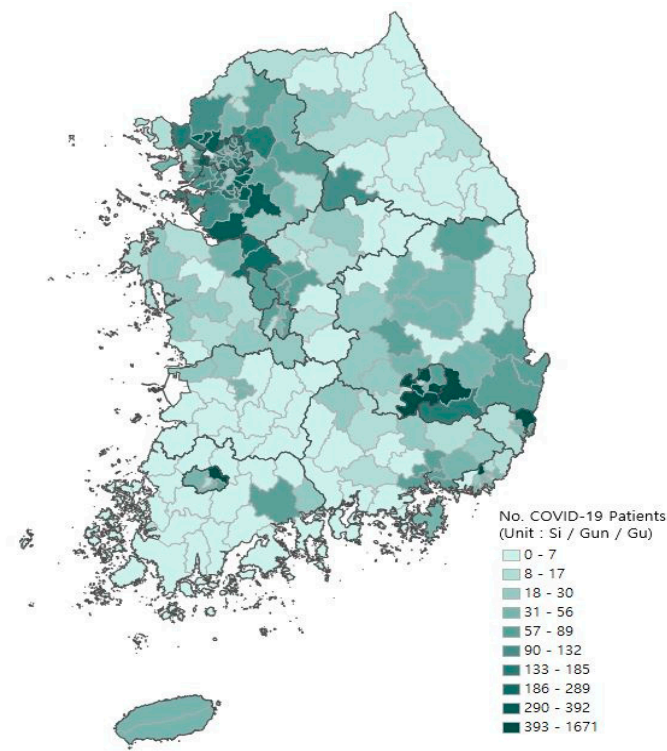 No. COVID-19 Patients
(Unit : Si / Gun / Gu)
0 - 7
8 - 17
18 - 30
31 - 56
57 - 89
90 - 132
133 - 185
186 - 289
290 - 392
393 - 1671